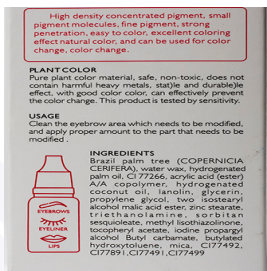 High density concentrated pigment, small
pigment molecules, fine pigment, strong
penetration, easy to color, excellent coloring
effect natural color, and can be used for color
change, color change.
PLANT COLOR
Pure plant color material, safe, non-toxic, does not
contain harmful heavy metals, stat)le and durable)le
effect, with good color color, can effectively prevent
the color change. This product is tested by sensitivity.
USAGE
Clean the eyebrow area which needs to be modified,
and apply proper amount to the part that needs to be
modified .
INGREDIENTS
Brazil palm tree (COPERNICIA
CERIFERA), water wax, hydrogenated
palm oil, CI 77266, acrylic acid (ester)
A/A copolymer, hydrogenated
coconut oil, lanolin, glycerin,
propylene glycol, two isostearyl
alcohol malic acid ester, zinc stearate,
triethanolamine, sorbitan
sesquioleate, methyl isothiazolinone,
tocopheryl acetate, iodine propargyl
alcohol Butyl carbamate, butylated
hydroxytoluene, mica, CI77492,
CI77891,CI77491,CI77499
EYEBROWS
EYELINER
LIPS